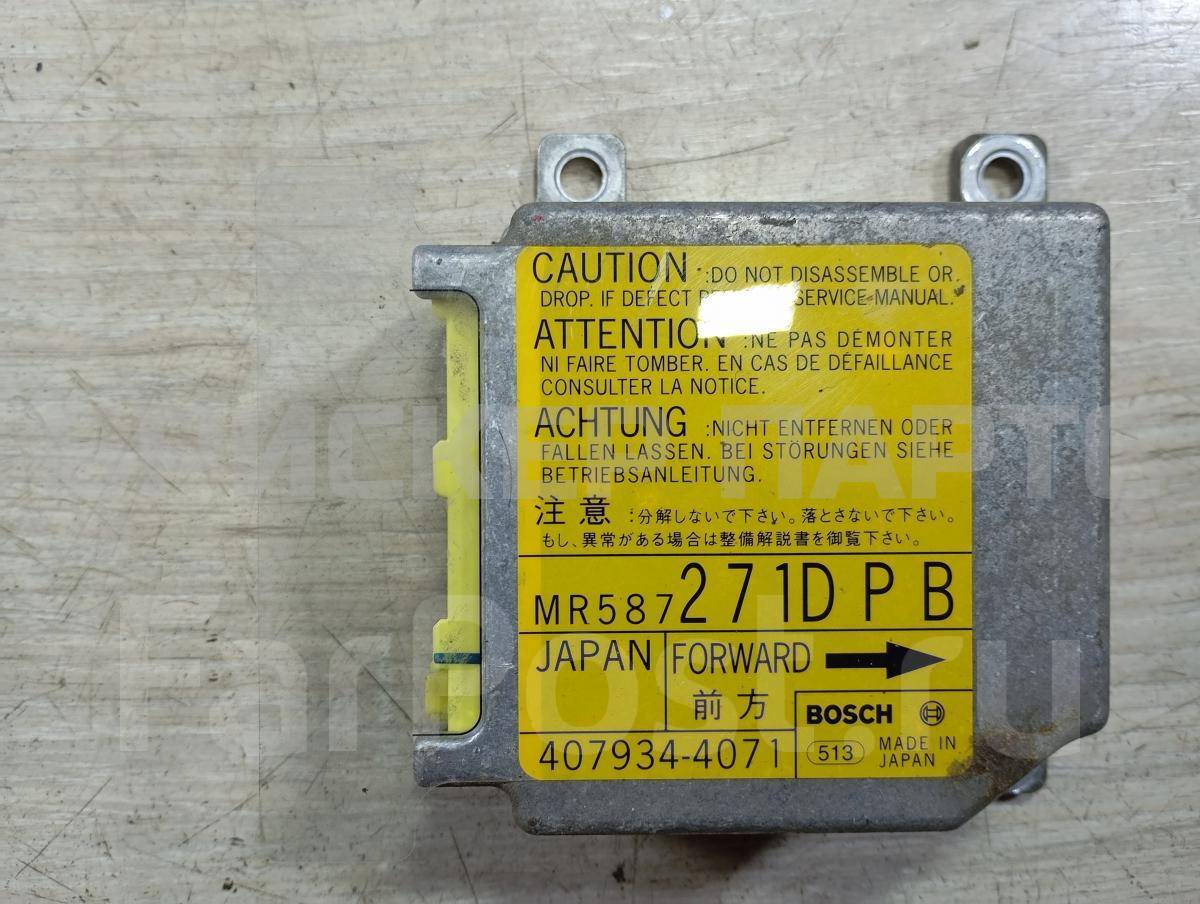 CAUTION :DO NOT DISASSEMBLE OR
DROP. IF DEFECT SERVICE MANUAL.
ATTENTION :NE PAS DÉMONTER
NI FAIRE TOMBER. EN CAS DE DÉFAILLANCE
CONSULTER LA NOTICE.
ACHTUNG :NICHT ENTFERNEN ODER
FALLEN LASSEN. BEI STÖRUNGEN SIEHE
BETRIEBSANLEITUNG.
注意 :分解しないで下さい。落とさないで下さい。
もし、異常がある場合は整備解説書を御覧下さい。
MR587271D P B
JAPAN FORWARD
前方
BOSCH
407934-4071
513 MADE IN
JAPAN
FarPost.ru